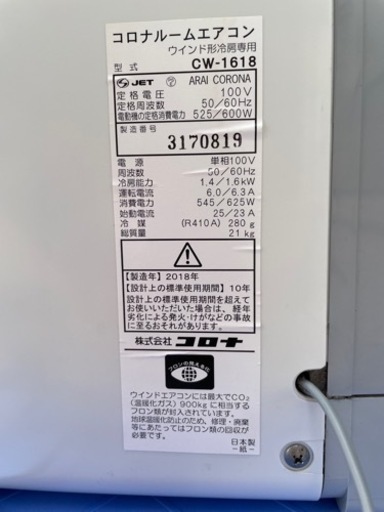 コロナルームエアコン
ウインド形冷房専用
型式 CW-1618
JET ㋐ ARAI CORONA
定格電圧 100V
定格周波数 50/60Hz
電動機の定格消費電力 525/600W
製造番号
3170819
電源 単相100V
周波数 50/60Hz
冷房能力 1.4/1.6kW
運転電流 6.0/6.3A
消費電力 545/625W
始動電流 25/23A
冷媒 (R410A) 280g
総質量 21kg
【製造年】2018年
【設計上の標準使用期間】10年
設計上の標準使用期間を超えて
お使いいただいた場合は、経年
劣化による発火・けがなどの事故
に至るおそれがあります。
株式会社 コロナ
フロンの見える化
ウインドエアコンには最大でCO₂
(温暖化ガス)900kgに相当する
フロン類が封入されています。
地球温暖化防止のため、修理・廃棄
等にあたってはフロン類の回収が
必要です。
日本製
-紙-